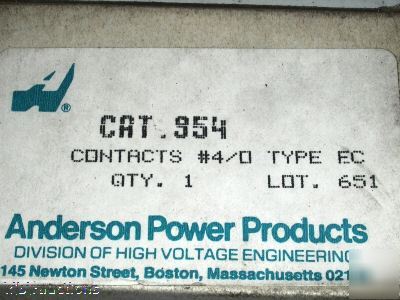 ®
CAT.954
CONTACTS #4/0 TYPE EC
QTY. 1 LOT. 651
Anderson Power Products
DIVISION OF HIGH VOLTAGE ENGINEERING
145 Newton Street, Boston, Massachusetts 021